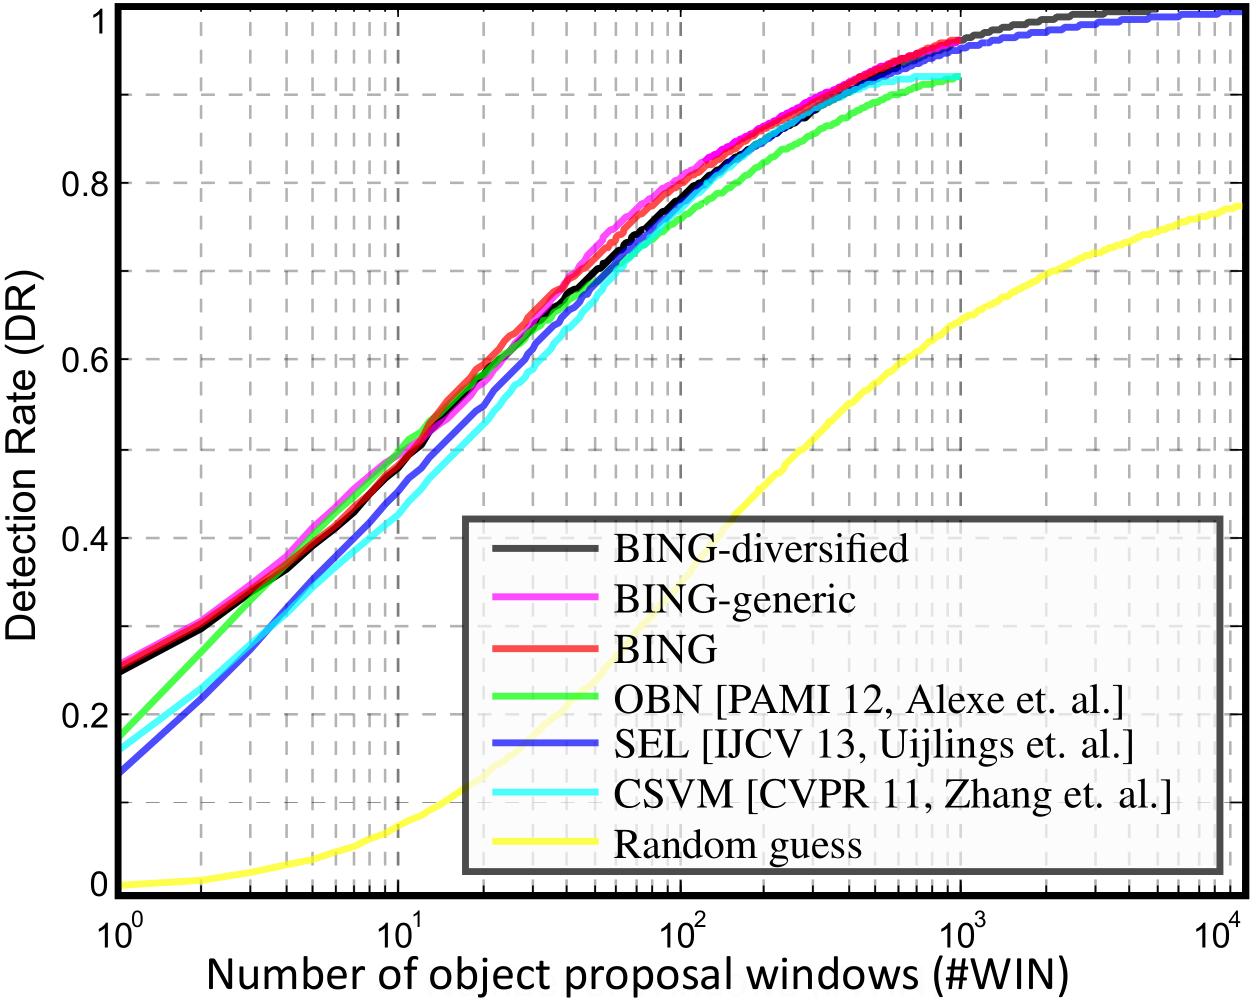 Detection Rate (DR)
1
0.8
0.6
0.4
0.2
0
BING-diversified
BING-generic
BING
OBN [PAMI 12, Alexe et. al.]
SEL [IJCV 13, Uijlings et. al.]
CSVM [CVPR 11, Zhang et. al.]
Random guess
10⁰ 10¹ 10² 10³ 10⁴
Number of object proposal windows (#WIN)